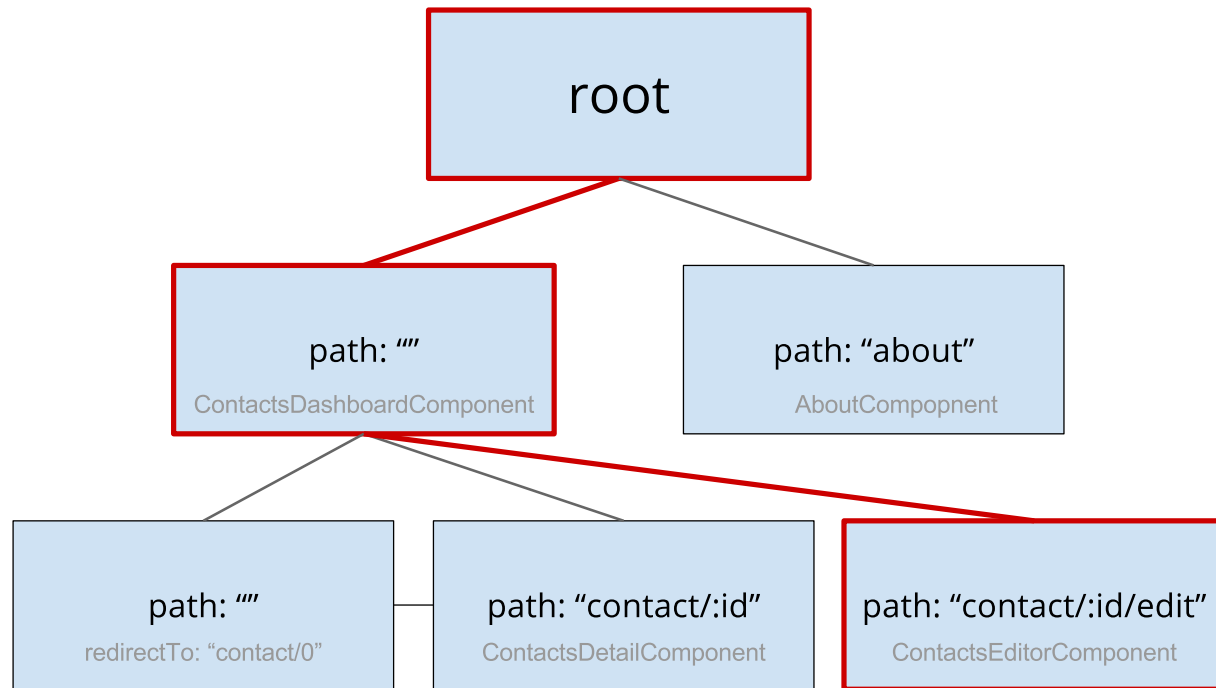 root
path: “”
ContactsDashboardComponent
path: “about”
AboutCompopnent
path: “”
redirectTo: “contact/0”
path: “contact/:id”
ContactsDetailComponent
path: “contact/:id/edit”
ContactsEditorComponent